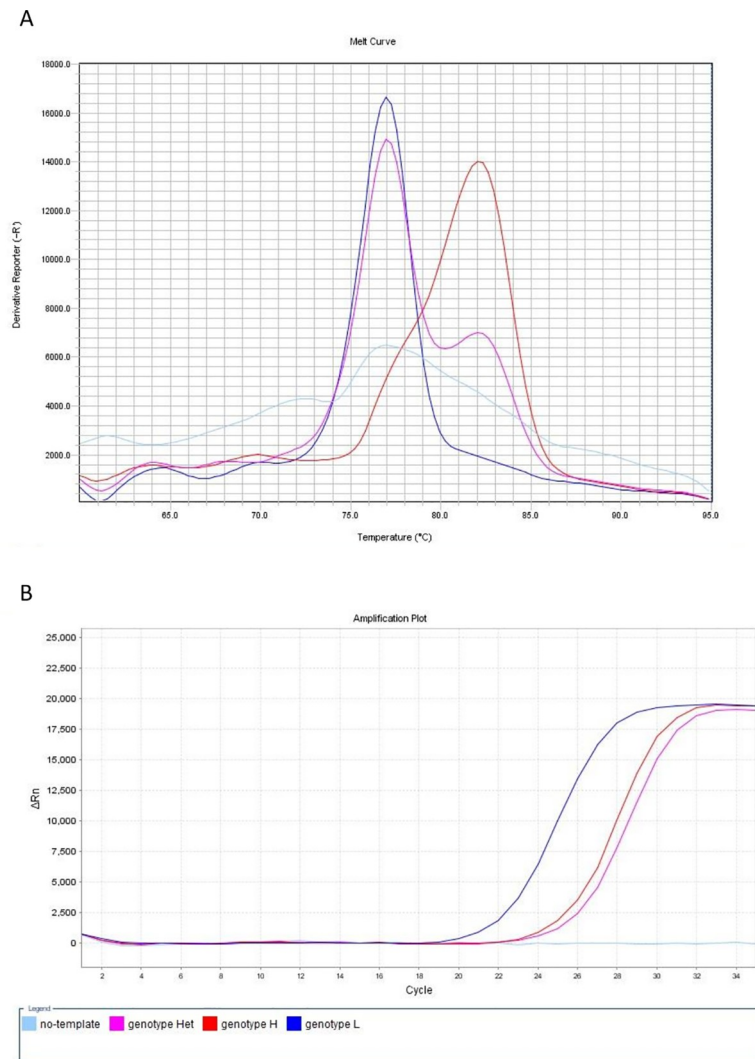 A
Melt Curve
18000.0
16000.0
14000.0
12000.0
10000.0
8000.0
6000.0
4000.0
2000.0
Derivative Reporter (-R')
65.0 70.0 75.0 80.0 85.0 90.0 95.0
Temperature (°C)
B
Amplification Plot
25,000
22,500
20,000
17,500
15,000
12,500
10,000
7,500
5,000
2,500
0
ΔRn
2 4 6 8 10 12 14 16 18 20 22 24 26 28 30 32 34
Cycle
Legend
no-template genotype Het genotype H genotype L